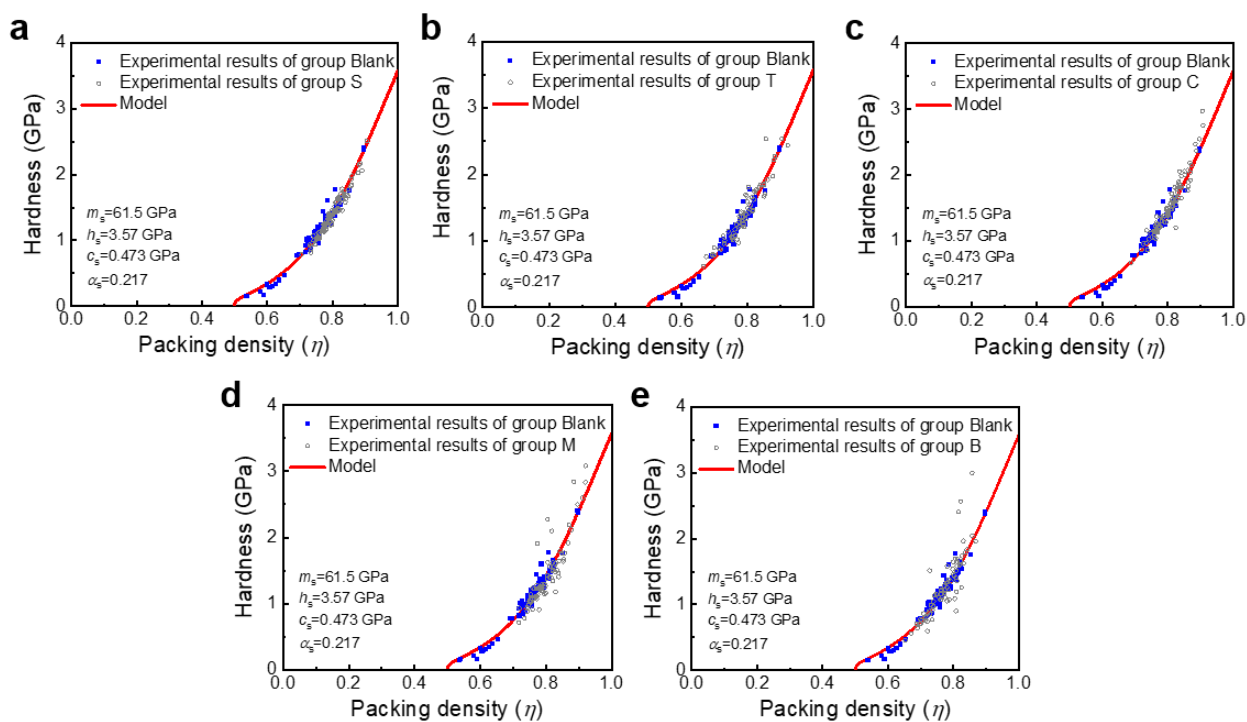 a
4
3
2
1
0
Hardness (GPa)
Experimental results of group Blank
Experimental results of group S
Model
mₛ=61.5 GPa
hₛ=3.57 GPa
cₛ=0.473 GPa
αₛ=0.217
0.0 0.2 0.4 0.6 0.8 1.0
Packing density (η)
b
4
3
2
1
0
Hardness (GPa)
Experimental results of group Blank
Experimental results of group T
Model
mₛ=61.5 GPa
hₛ=3.57 GPa
cₛ=0.473 GPa
αₛ=0.217
0.0 0.2 0.4 0.6 0.8 1.0
Packing density (η)
c
4
3
2
1
0
Hardness (GPa)
Experimental results of group Blank
Experimental results of group C
Model
mₛ=61.5 GPa
hₛ=3.57 GPa
cₛ=0.473 GPa
αₛ=0.217
0.0 0.2 0.4 0.6 0.8 1.0
Packing density (η)
d
4
3
2
1
0
Hardness (GPa)
Experimental results of group Blank
Experimental results of group M
Model
mₛ=61.5 GPa
hₛ=3.57 GPa
cₛ=0.473 GPa
αₛ=0.217
0.0 0.2 0.4 0.6 0.8 1.0
Packing density (η)
e
4
3
2
1
0
Hardness (GPa)
Experimental results of group Blank
Experimental results of group B
Model
mₛ=61.5 GPa
hₛ=3.57 GPa
cₛ=0.473 GPa
αₛ=0.217
0.0 0.2 0.4 0.6 0.8 1.0
Packing density (η)